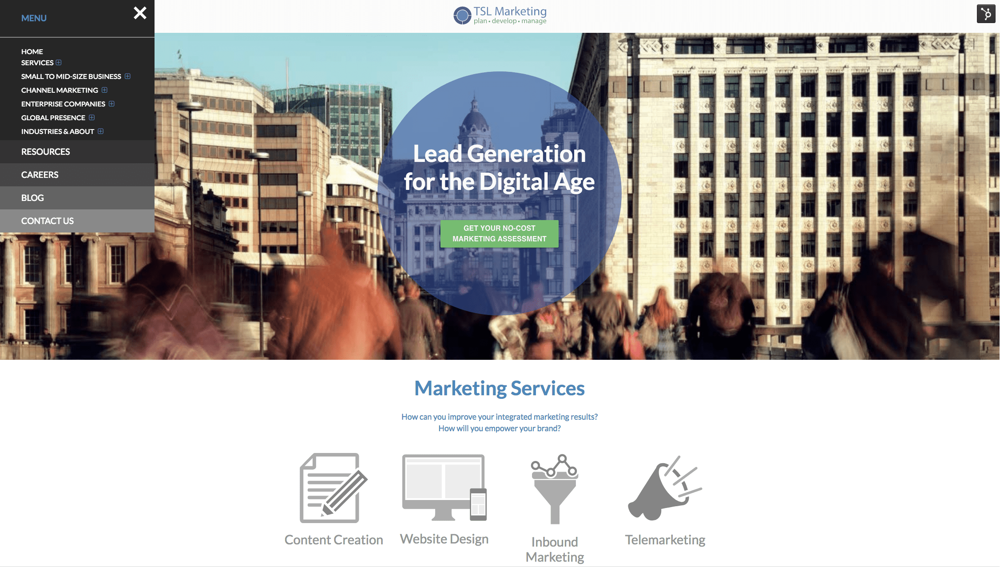 MENU
HOME
SERVICES
SMALL TO MID-SIZE BUSINESS
CHANNEL MARKETING
ENTERPRISE COMPANIES
GLOBAL PRESENCE
INDUSTRIES & ABOUT
RESOURCES
CAREERS
BLOG
CONTACT US
TSL Marketing
plan • develop • manage
Lead Generation
for the Digital Age
GET YOUR NO-COST
MARKETING ASSESSMENT
Marketing Services
How can you improve your integrated marketing results?
How will you empower your brand?
Content Creation
Website Design
Inbound
Marketing
Telemarketing